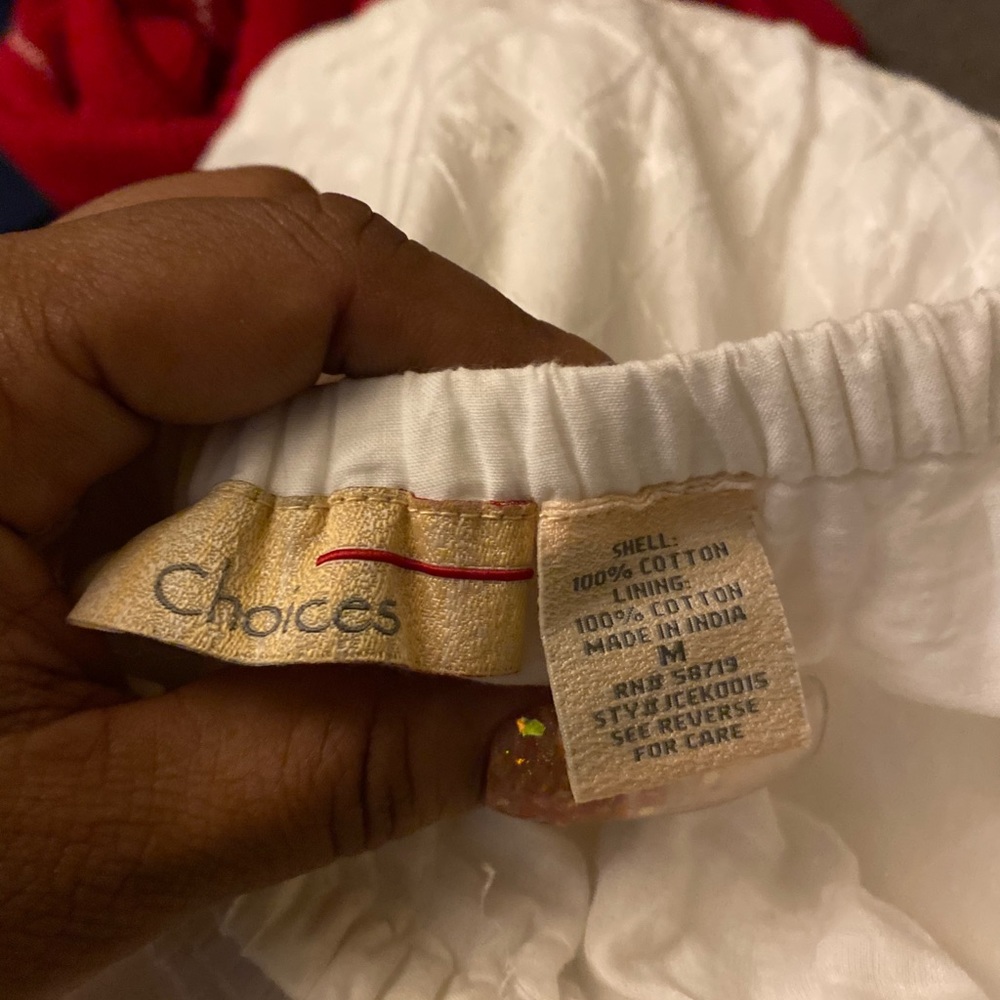 Choices
SHELL:
100% COTTON
LINING:
100% COTTON
MADE IN INDIA
M
RN# 58719
STY# JCEK0015
SEE REVERSE
FOR CARE